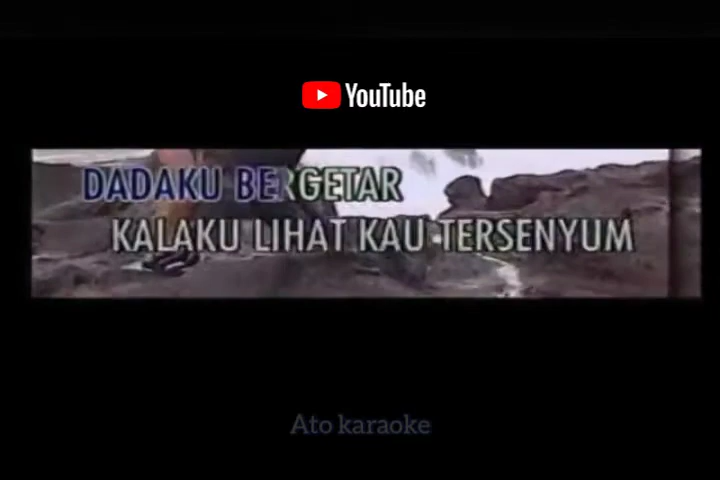 YouTube
DADAKU BERGETAR
KALAKU LIHAT KAU TERSENYUM
Ato karaoke